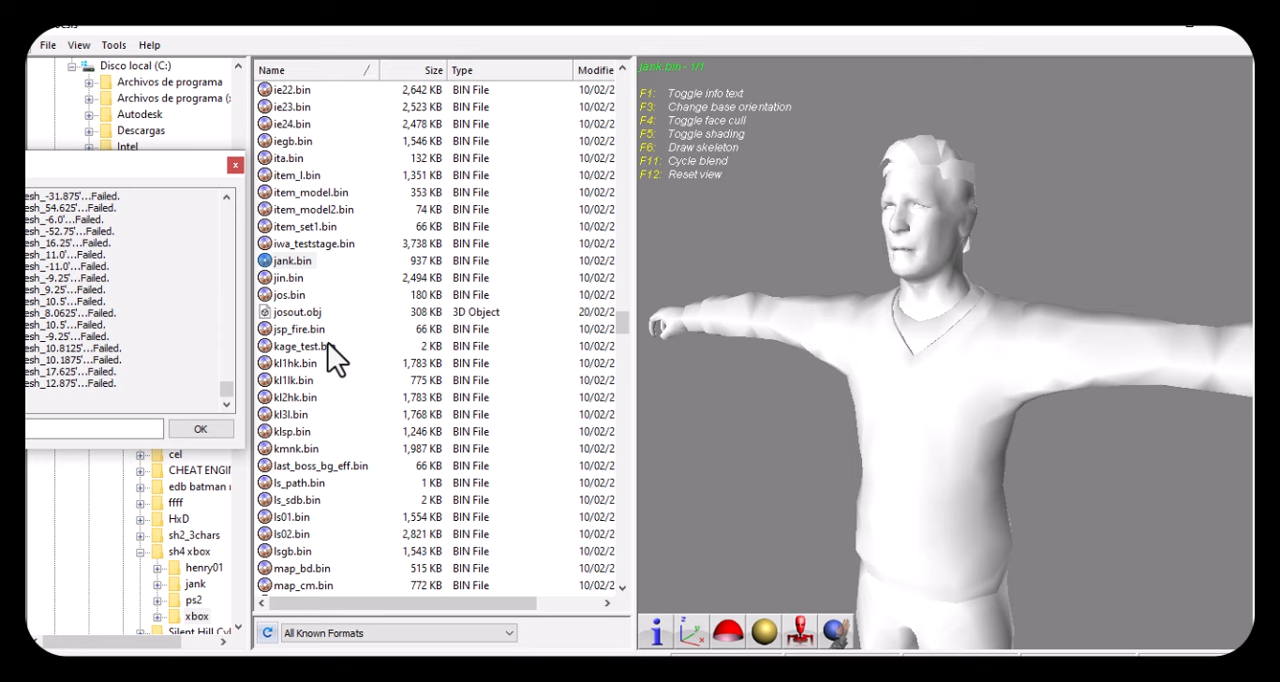 File View Tools Help
Disco local (C:)
Archivos de programa
Archivos de programa (
Autodesk
Descargas
Intel
x
esh_-31.875'...Failed.
esh_54.625'...Failed.
esh_-6.0'...Failed.
esh_-52.75'...Failed.
esh_16.25'...Failed.
esh_11.0'...Failed.
esh_-11.0'...Failed.
esh_-9.25'...Failed.
esh_9.25'...Failed.
esh_10.5'...Failed.
esh_8.0625'...Failed.
esh_10.5'...Failed.
esh_-9.25'...Failed.
esh_10.8125'...Failed.
esh_10.1875'...Failed.
esh_17.625'...Failed.
esh_12.875'...Failed.
OK
cel
CHEAT ENGIN
edb batman
ffff
HxD
sh2_3chars
sh4 xbox
henry01
jank
ps2
xbox
Silent Hill
Name Size Type Modifie
ie22.bin 2,642 KB BIN File 10/02/2
ie23.bin 2,523 KB BIN File 10/02/2
ie24.bin 2,478 KB BIN File 10/02/2
iegb.bin 1,546 KB BIN File 10/02/2
ita.bin 132 KB BIN File 10/02/2
item_l.bin 1,351 KB BIN File 10/02/2
item_model.bin 353 KB BIN File 10/02/2
item_model2.bin 74 KB BIN File 10/02/2
item_set1.bin 66 KB BIN File 10/02/2
iwa_teststage.bin 3,738 KB BIN File 10/02/2
jank.bin 937 KB BIN File 10/02/2
jin.bin 2,494 KB BIN File 10/02/2
jos.bin 180 KB BIN File 10/02/2
josout.obj 308 KB 3D Object 20/02/2
jsp_fire.bin 66 KB BIN File 10/02/2
kage_test.b 2 KB BIN File 10/02/2
kl1hk.bin 1,783 KB BIN File 10/02/2
kl1lk.bin 775 KB BIN File 10/02/2
kl2hk.bin 1,783 KB BIN File 10/02/2
kl3l.bin 1,768 KB BIN File 10/02/2
klsp.bin 1,246 KB BIN File 10/02/2
kmnk.bin 1,987 KB BIN File 10/02/2
last_boss_bg_eff.bin 66 KB BIN File 10/02/2
ls_path.bin 1 KB BIN File 10/02/2
ls_sdb.bin 2 KB BIN File 10/02/2
ls01.bin 1,554 KB BIN File 10/02/2
ls02.bin 2,821 KB BIN File 10/02/2
lsgb.bin 1,543 KB BIN File 10/02/2
map_bd.bin 515 KB BIN File 10/02/2
map_cm.bin 772 KB BIN File 10/02/2
All Known Formats
jank.bin - 1/1
F1: Toggle info text
F3: Change base orientation
F4: Toggle face cull
F5: Toggle shading
F6: Draw skeleton
F11: Cycle blend
F12: Reset view